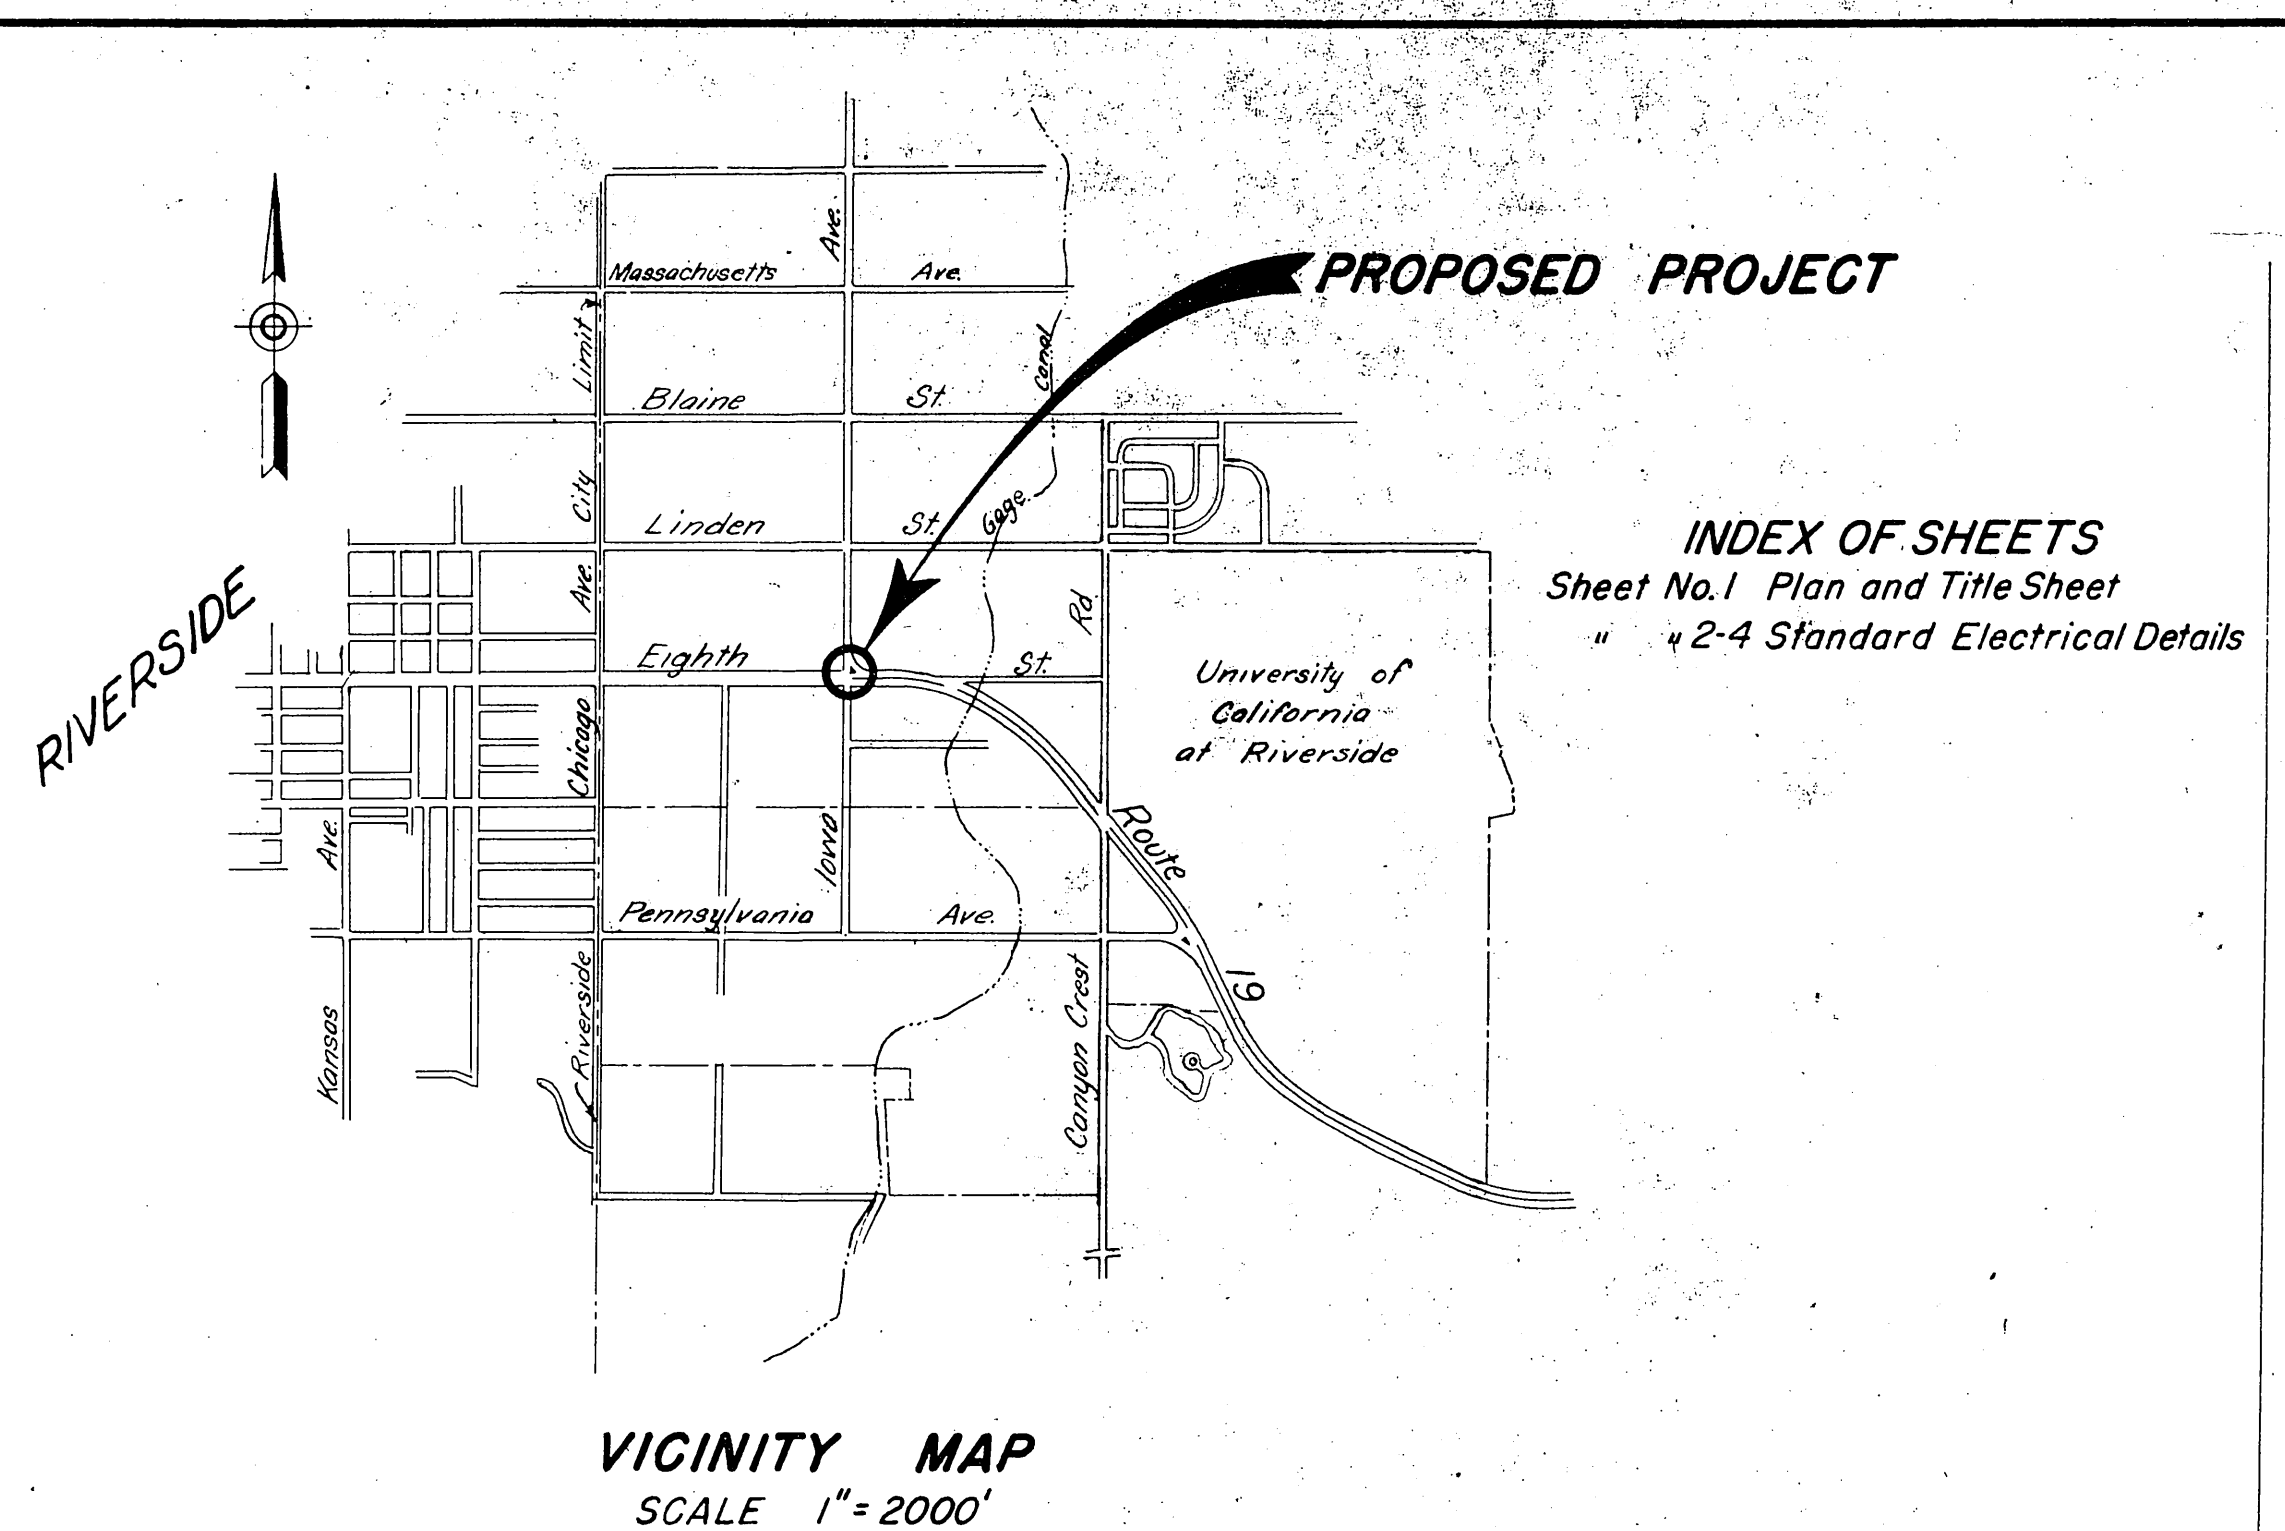 PROPOSED PROJECT
Massachusetts Ave.
Ave.
Limit
Canal
Blaine St.
City
Linden St.
Gage
Ave.
Rd.
RIVERSIDE
Eighth St.
University of
California
at Riverside
Chicago
Ave.
Iowa
Route
19
Pennsylvania Ave.
Riverside
Kansas
Canyon Crest
INDEX OF SHEETS
Sheet No. 1 Plan and Title Sheet
" " 2-4 Standard Electrical Details
VICINITY MAP
SCALE 1"=2000'